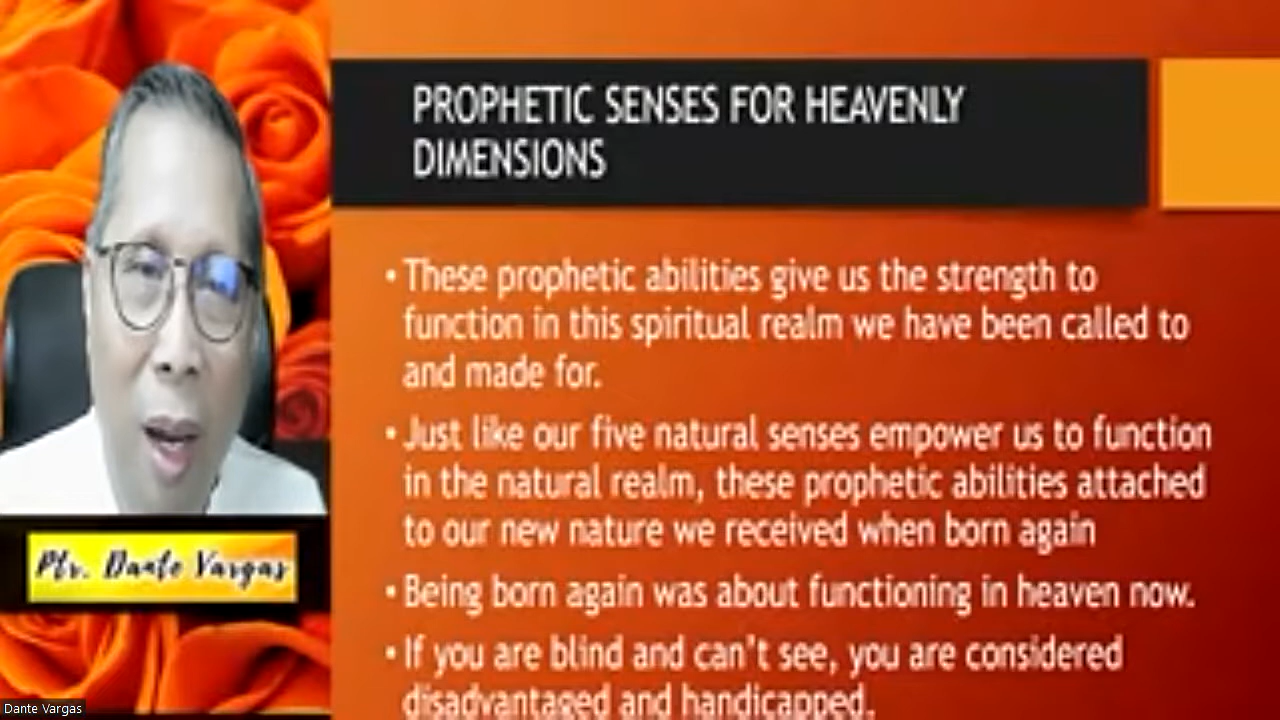 PROPHETIC SENSES FOR HEAVENLY
DIMENSIONS
• These prophetic abilities give us the strength to
function in this spiritual realm we have been called to
and made for.
• Just like our five natural senses empower us to function
in the natural realm, these prophetic abilities attached
to our new nature we received when born again
• Being born again was about functioning in heaven now.
• If you are blind and can't see, you are considered
disadvantaged and handicapped.
Ptr. Dante Vargas
Dante Vargas